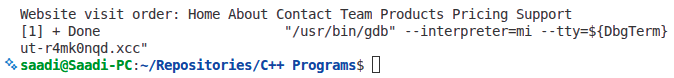 Website visit order: Home About Contact Team Products Pricing Support
[1] + Done                 "/usr/bin/gdb" --interpreter=mi --tty=${DbgTerm}
ut-r4mk0nqd.xcc"
saadi@Saadi-PC:~/Repositories/C++ Programs$